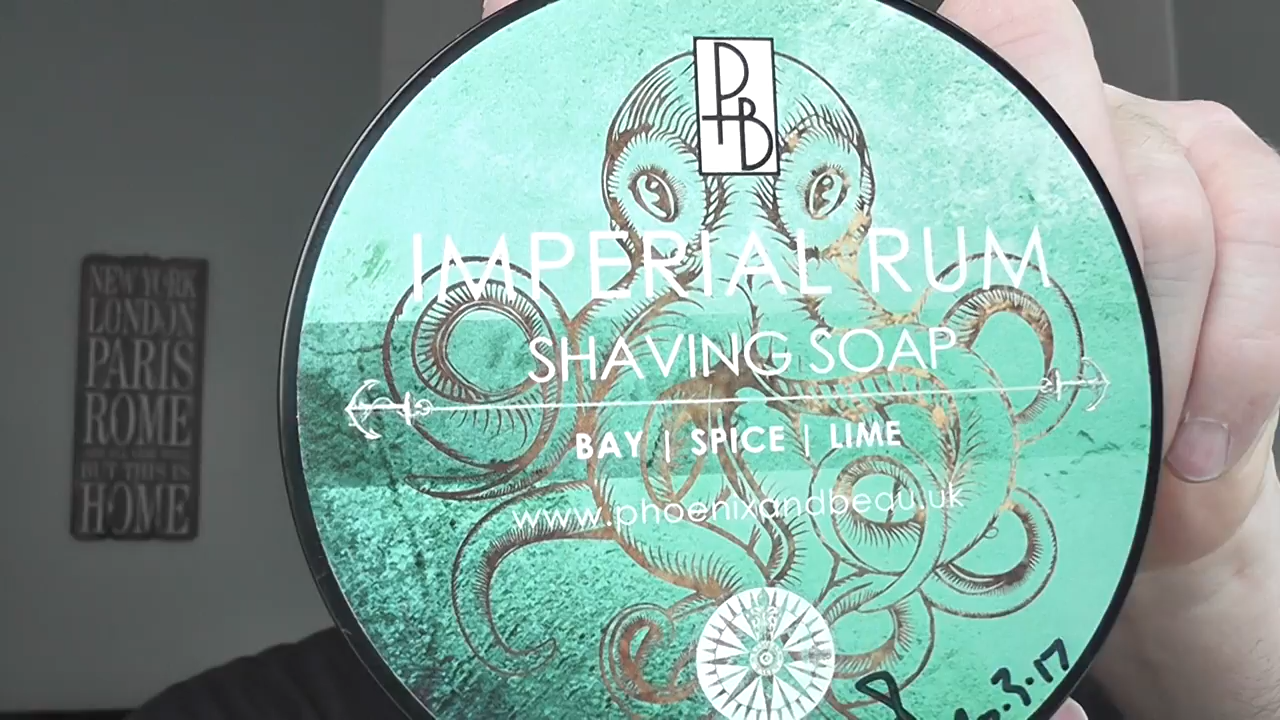 PB
IMPERIAL RUM
SHAVING SOAP
BAY | SPICE | LIME
www.phoenixandbeau.uk
NEW YORK
LONDON
PARIS
ROME
BUT THIS IS
HOME